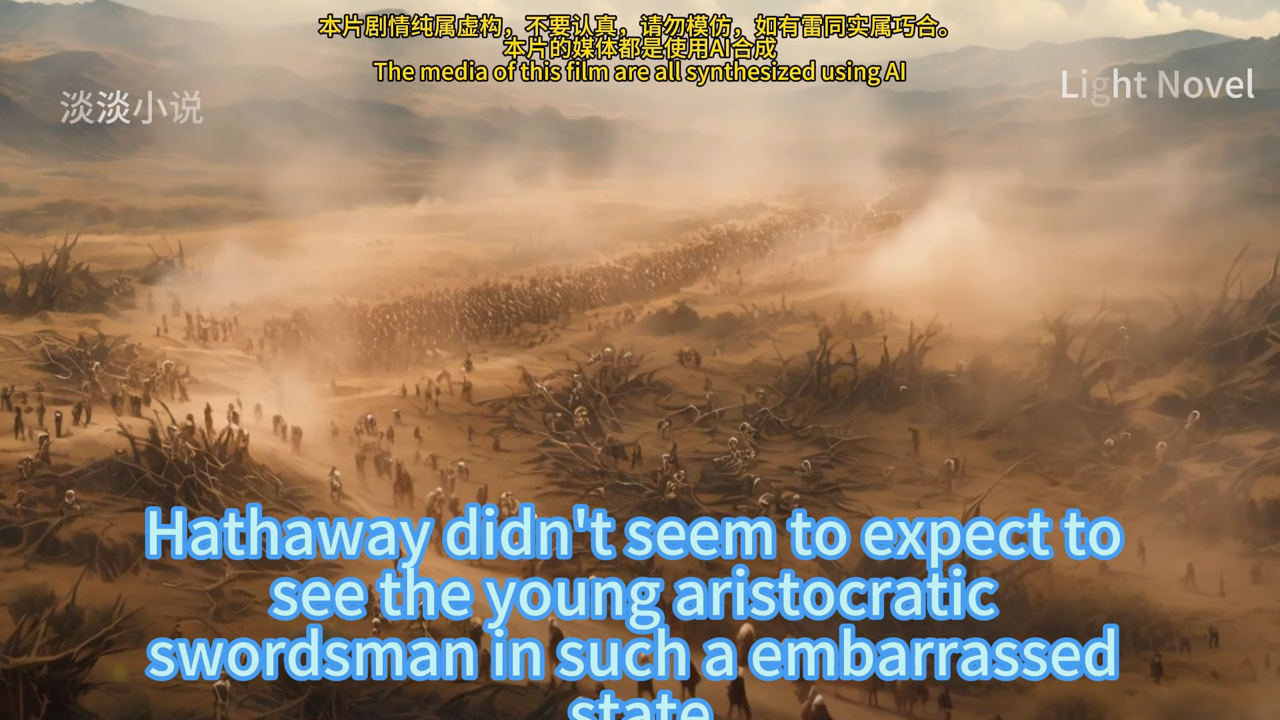 本片剧情纯属虚构，不要认真，请勿模仿，如有雷同实属巧合。
本片的媒体都是使用AI合成
The media of this film are all synthesized using AI
淡淡小说
Light Novel
Hathaway didn't seem to expect to
see the young aristocratic
swordsman in such a embarrassed
state